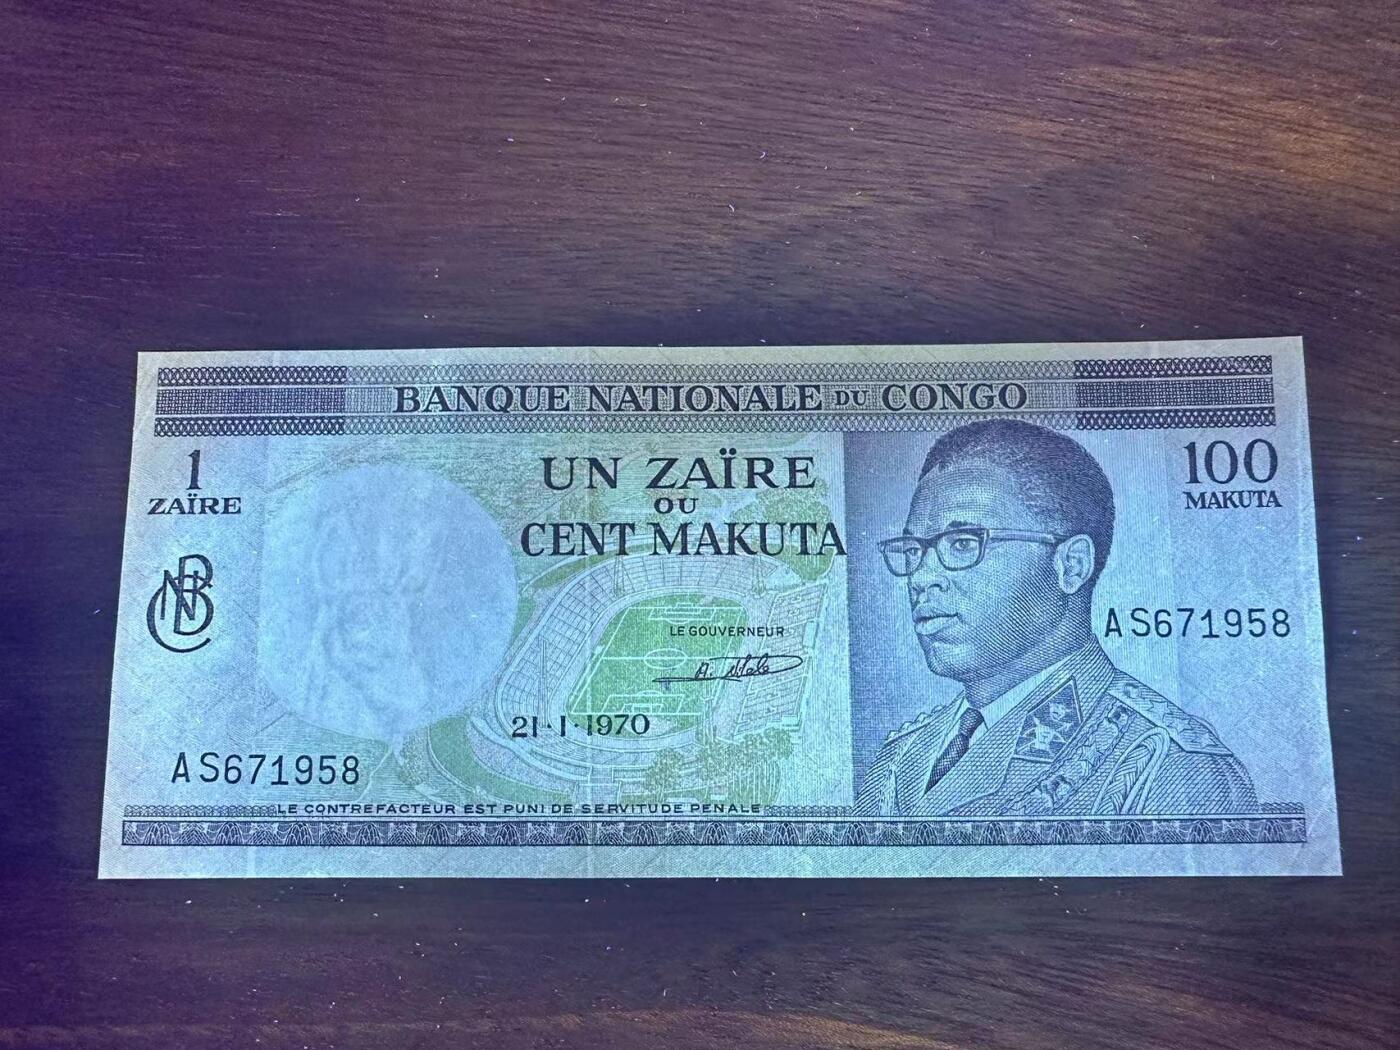 BANQUE NATIONALE DU CONGO
1
ZAÏRE
UN ZAÏRE
OU
CENT MAKUTA
100
MAKUTA
BNC
AS671958
LE GOUVERNEUR
21·1·1970
AS671958
LE CONTREFACTEUR EST PUNI DE SERVITUDE PENALE